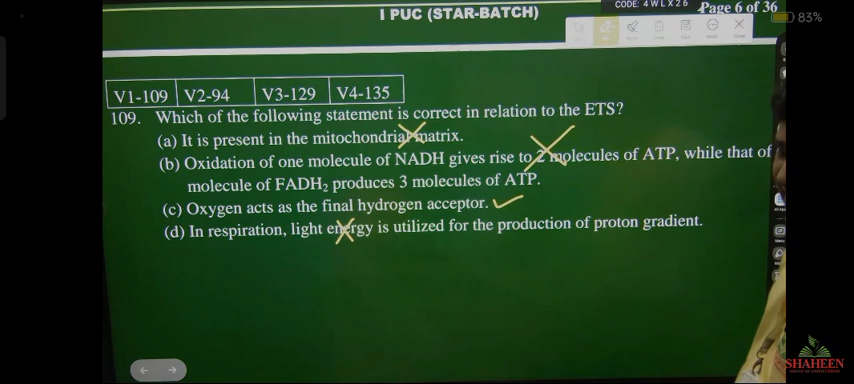 I PUC (STAR-BATCH)
CODE: 4WLX26
Page 6 of 36
83%
V1-109 V2-94 V3-129 V4-135
109. Which of the following statement is correct in relation to the ETS?
(a) It is present in the mitochondrial matrix.
(b) Oxidation of one molecule of NADH gives rise to 2 molecules of ATP, while that of
molecule of FADH₂ produces 3 molecules of ATP.
(c) Oxygen acts as the final hydrogen acceptor.
(d) In respiration, light energy is utilized for the production of proton gradient.
SHAHEEN